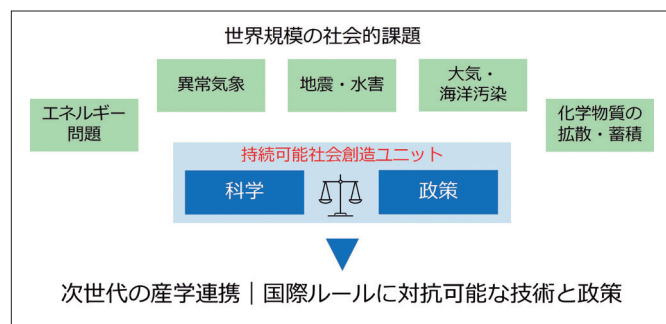 世界規模の社会的課題
異常気象
地震・水害
大気・
海洋汚染
エネルギー
問題
化学物質の
拡散・蓄積
持続可能社会創造ユニット
科学
政策
次世代の産学連携｜国際ルールに対抗可能な技術と政策